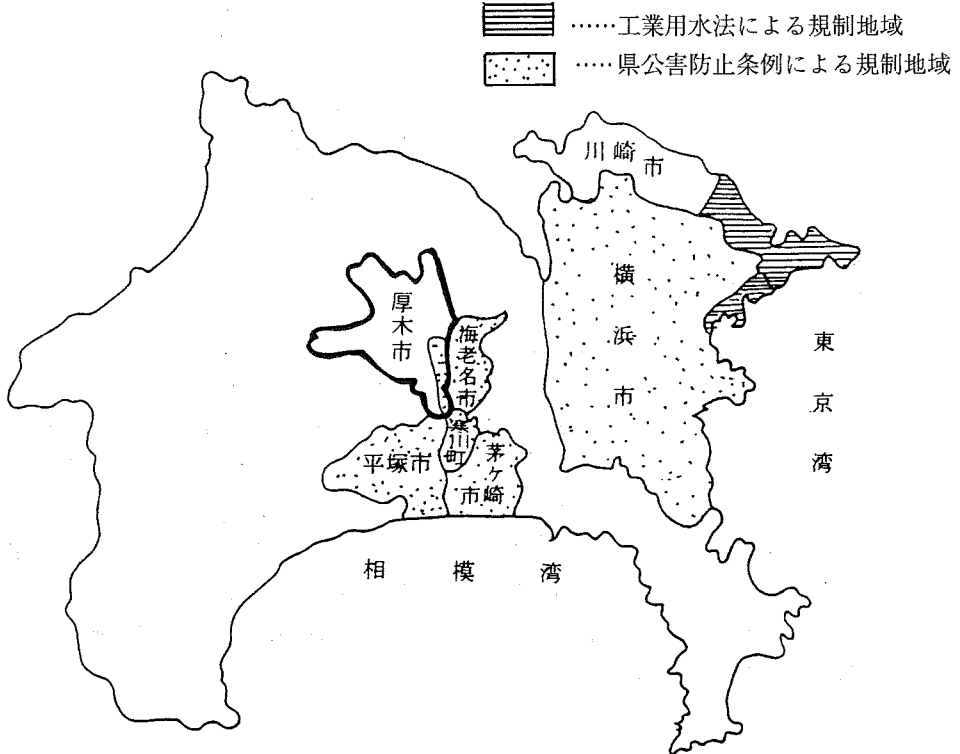 ……工業用水法による規制地域
……県公害防止条例による規制地域
川崎市
横浜市
厚木市
海老名市
寒川町
平塚市
茅ケ崎市
東京湾
相模湾